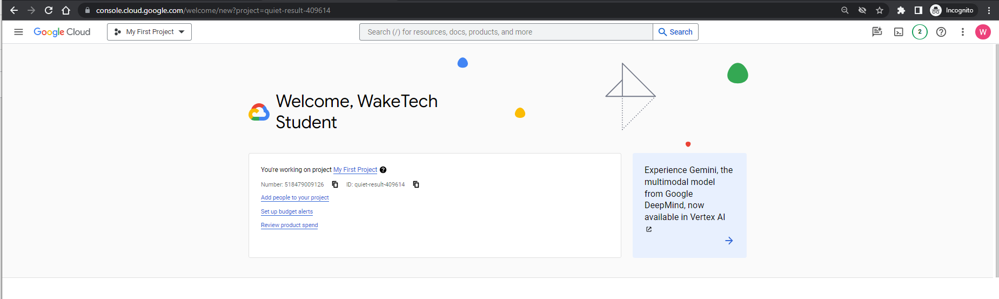 console.cloud.google.com/welcome/new?project=quiet-result-409614
Incognito
Google Cloud
My First Project
Search (/) for resources, docs, products, and more
Search
2
W
Welcome, WakeTech
Student
You're working on project My First Project
Number: 518479009126 ID: quiet-result-409614
Add people to your project
Set up budget alerts
Review product spend
Experience Gemini, the
multimodal model
from Google
DeepMind, now
available in Vertex AI